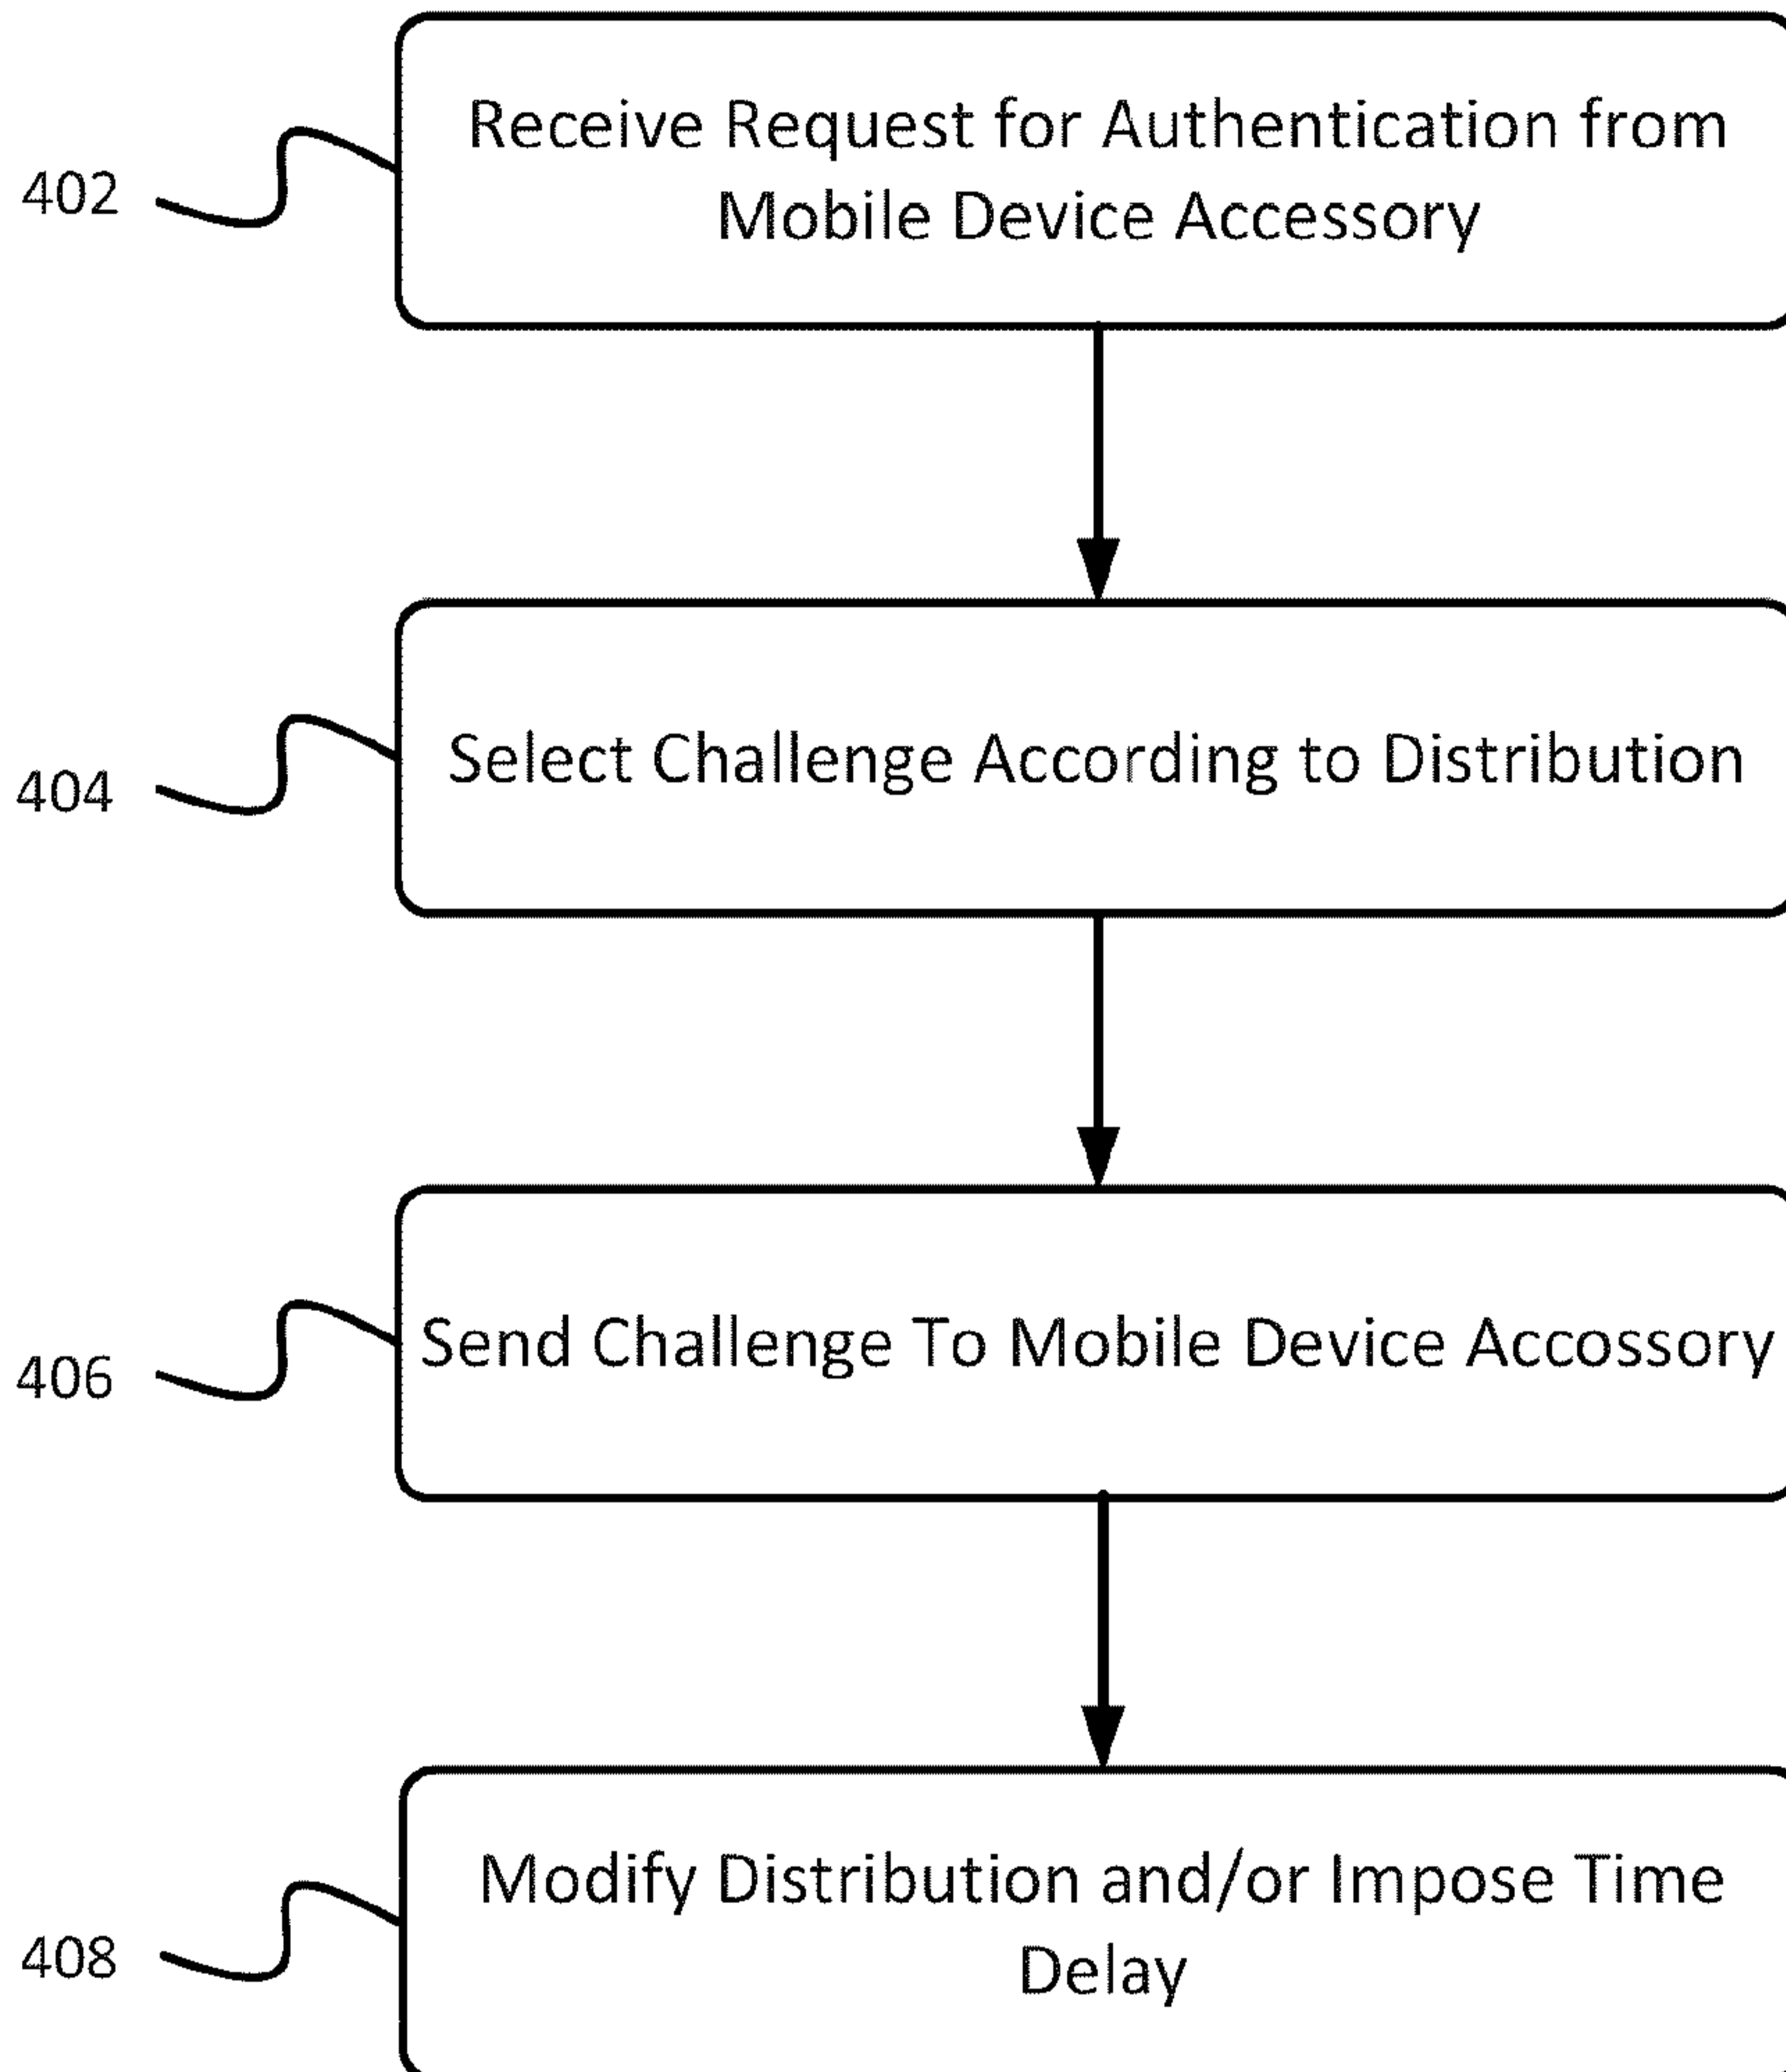 402
Receive Request for Authentication from
Mobile Device Accessory
404
Select Challenge According to Distribution
406
Send Challenge To Mobile Device Accossory
408
Modify Distribution and/or Impose Time
Delay